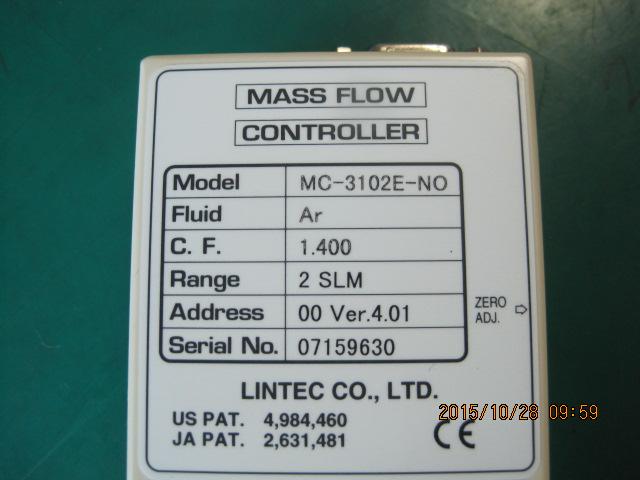 MASS FLOW
CONTROLLER
Model MC-3102E-NO
Fluid Ar
C. F. 1.400
Range 2 SLM
Address 00 Ver.4.01
Serial No. 07159630
ZERO
ADJ.
LINTEC CO., LTD.
US PAT. 4,984,460
JA PAT. 2,631,481
CE
2015/10/28 09:59